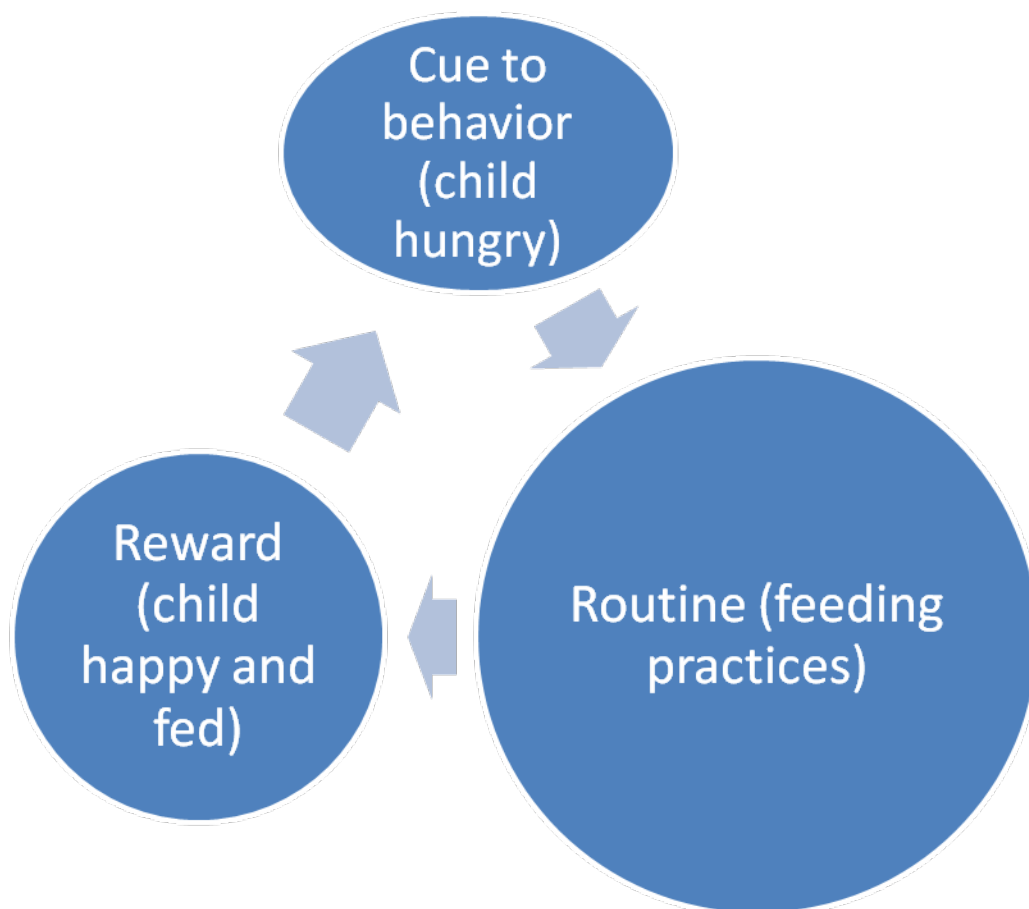 Cue to
behavior
(child
hungry)
Routine (feeding
practices)
Reward
(child
happy and
fed)